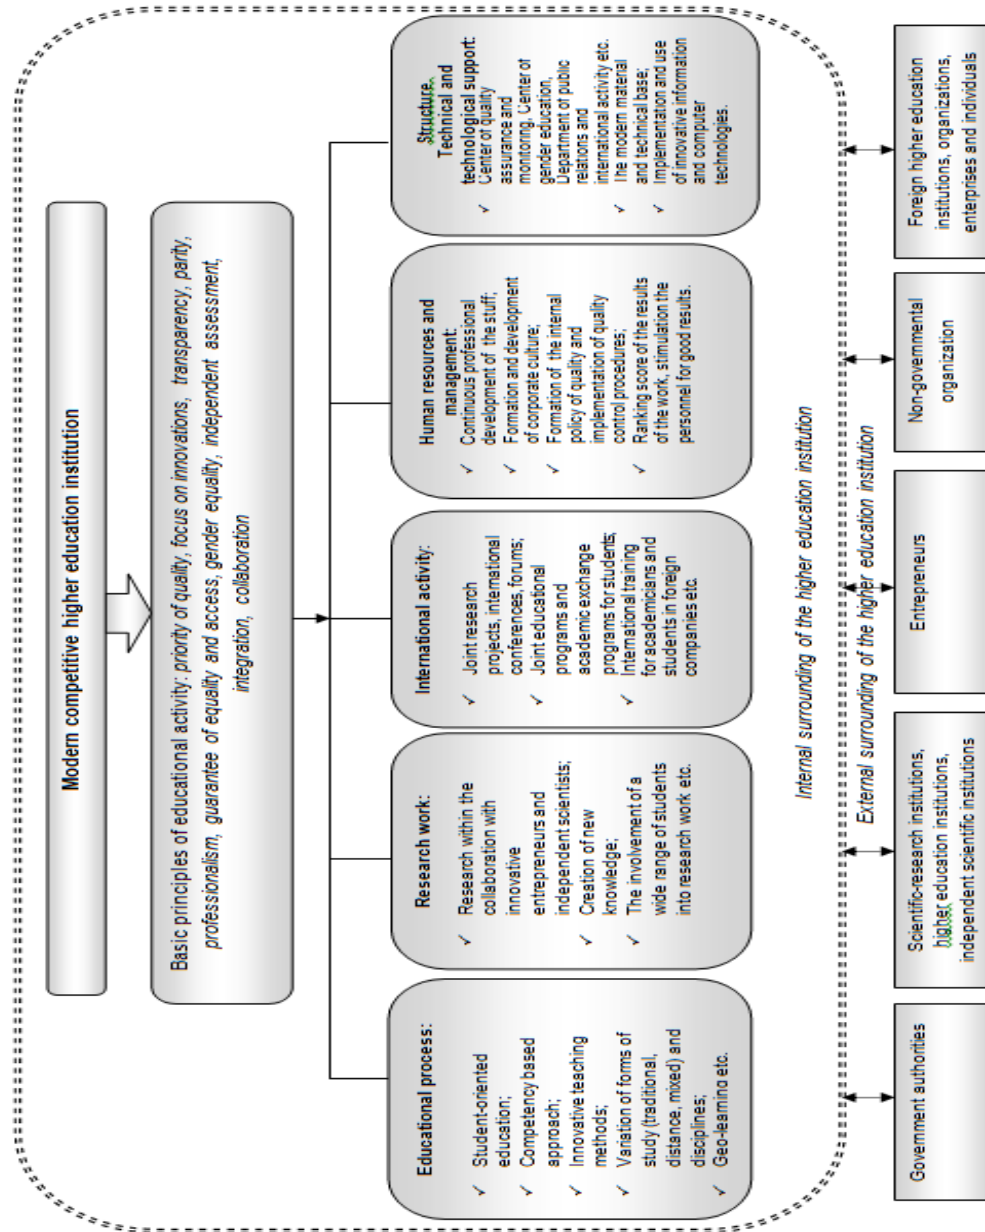 Modern competitive higher education institution
Basic principles of educational activity: priority of quality, focus on innovations, transparency, parity,
professionalism, guarantee of equality and access, gender equality, independent assessment,
integration, collaboration
Educational process:
✓ Student-oriented
education;
✓ Competency based
approach;
✓ Innovative teaching
methods;
✓ Variation of forms of
study (traditional,
distance, mixed) and
disciplines;
✓ Geo-learning etc.
Research work:
✓ Research within the
collaboration with
innovative
entrepreneurs and
independent scientists;
✓ Creation of new
knowledge;
✓ The involvement of a
wide range of students
into research work etc.
International activity:
✓ Joint research
projects, international
conferences, forums;
✓ Joint educational
programs and
academic exchange
programs for students;
✓ International training
for academicians and
students in foreign
companies etc.
Human resources and
management:
✓ Continuous professional
development of the stuff;
✓ Formation and development
of corporate culture;
✓ Formation of the internal
policy of quality and
implementation of quality
control procedures;
✓ Ranking score of the results
of the work, stimulation the
personnel for good results.
Structure.
Technical and
technological support:
✓ Center of quality
assurance and
monitoring, Center of
gender education,
Department of public
relations and
international activity etc.
✓ The modern material
and technical base;
✓ Implementation and use
of innovative information
and computer
technologies.
Internal surrounding of the higher education institution
External surrounding of the higher education institution
Government authorities
Scientific-research institutions,
higher education institutions,
independent scientific institutions
Entrepreneurs
Non-governmental
organization
Foreign higher education
institutions, organizations,
enterprises and individuals